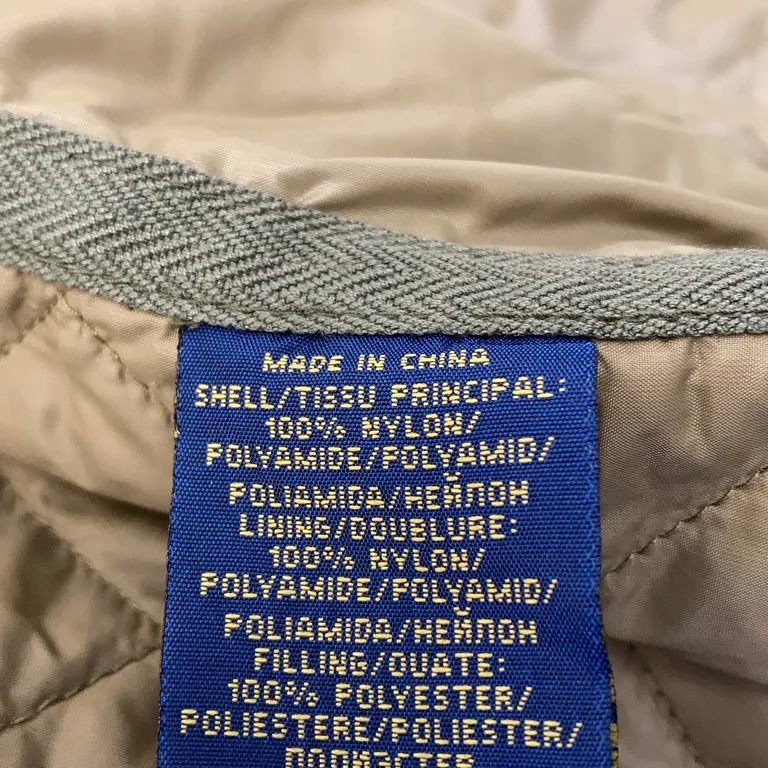 MADE IN CHINA
SHELL/TISSU PRINCIPAL:
100% NYLON/
POLYAMIDE/POLYAMID/
POLIAMIDA/НЕЙЛОН
LINING/DOUBLURE:
100% NYLON/
POLYAMIDE/POLYAMID/
POLIAMIDA/НЕЙЛОН
FILLING/OUATE:
100% POLYESTER/
POLIESTERE/POLIESTER/
ПОЛИЭСТЕР